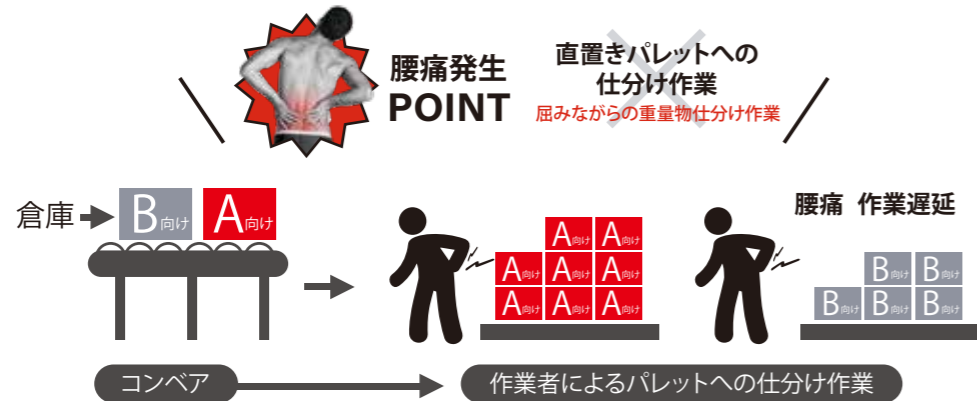 腰痛発生
POINT
直置きパレットへの
仕分け作業
屈みながらの重量物仕分け作業
倉庫
B向け
A向け
腰痛 作業遅延
A向け A向け
A向け A向け A向け
A向け A向け A向け
B向け B向け
B向け B向け B向け
コンベア
作業者によるパレットへの仕分け作業